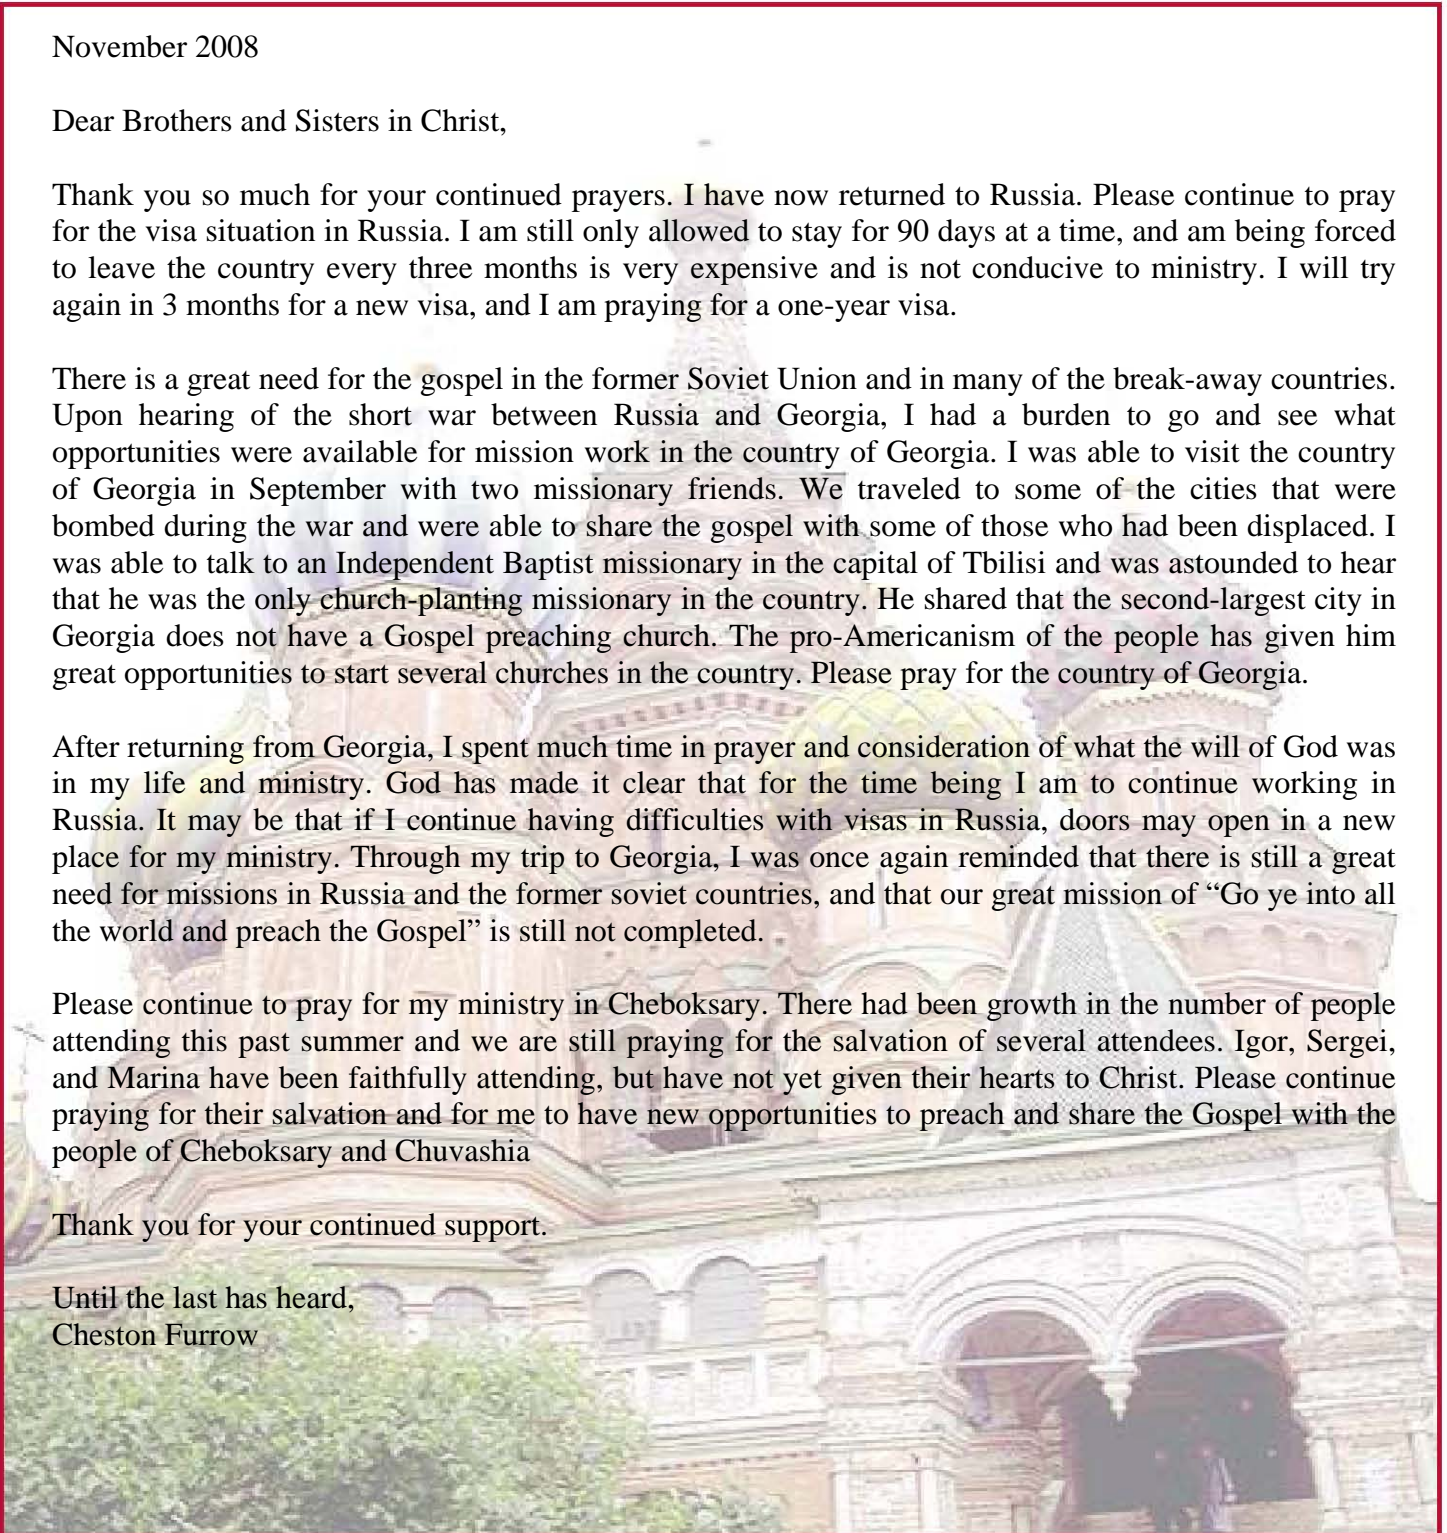 November 2008
Dear Brothers and Sisters in Christ,
Thank you so much for your continued prayers. I have now returned to Russia. Please continue to pray
for the visa situation in Russia. I am still only allowed to stay for 90 days at a time, and am being forced
to leave the country every three months is very expensive and is not conducive to ministry. I will try
again in 3 months for a new visa, and I am praying for a one-year visa.
There is a great need for the gospel in the former Soviet Union and in many of the break-away countries.
Upon hearing of the short war between Russia and Georgia, I had a burden to go and see what
opportunities were available for mission work in the country of Georgia. I was able to visit the country
of Georgia in September with two missionary friends. We traveled to some of the cities that were
bombed during the war and were able to share the gospel with some of those who had been displaced. I
was able to talk to an Independent Baptist missionary in the capital of Tbilisi and was astounded to hear
that he was the only church-planting missionary in the country. He shared that the second-largest city in
Georgia does not have a Gospel preaching church. The pro-Americanism of the people has given him
great opportunities to start several churches in the country. Please pray for the country of Georgia.
After returning from Georgia, I spent much time in prayer and consideration of what the will of God was
in my life and ministry. God has made it clear that for the time being I am to continue working in
Russia. It may be that if I continue having difficulties with visas in Russia, doors may open in a new
place for my ministry. Through my trip to Georgia, I was once again reminded that there is still a great
need for missions in Russia and the former soviet countries, and that our great mission of “Go ye into all
the world and preach the Gospel” is still not completed.
Please continue to pray for my ministry in Cheboksary. There had been growth in the number of people
attending this past summer and we are still praying for the salvation of several attendees. Igor, Sergei,
and Marina have been faithfully attending, but have not yet given their hearts to Christ. Please continue
praying for their salvation and for me to have new opportunities to preach and share the Gospel with the
people of Cheboksary and Chuvashia
Thank you for your continued support.
Until the last has heard,
Cheston Furrow